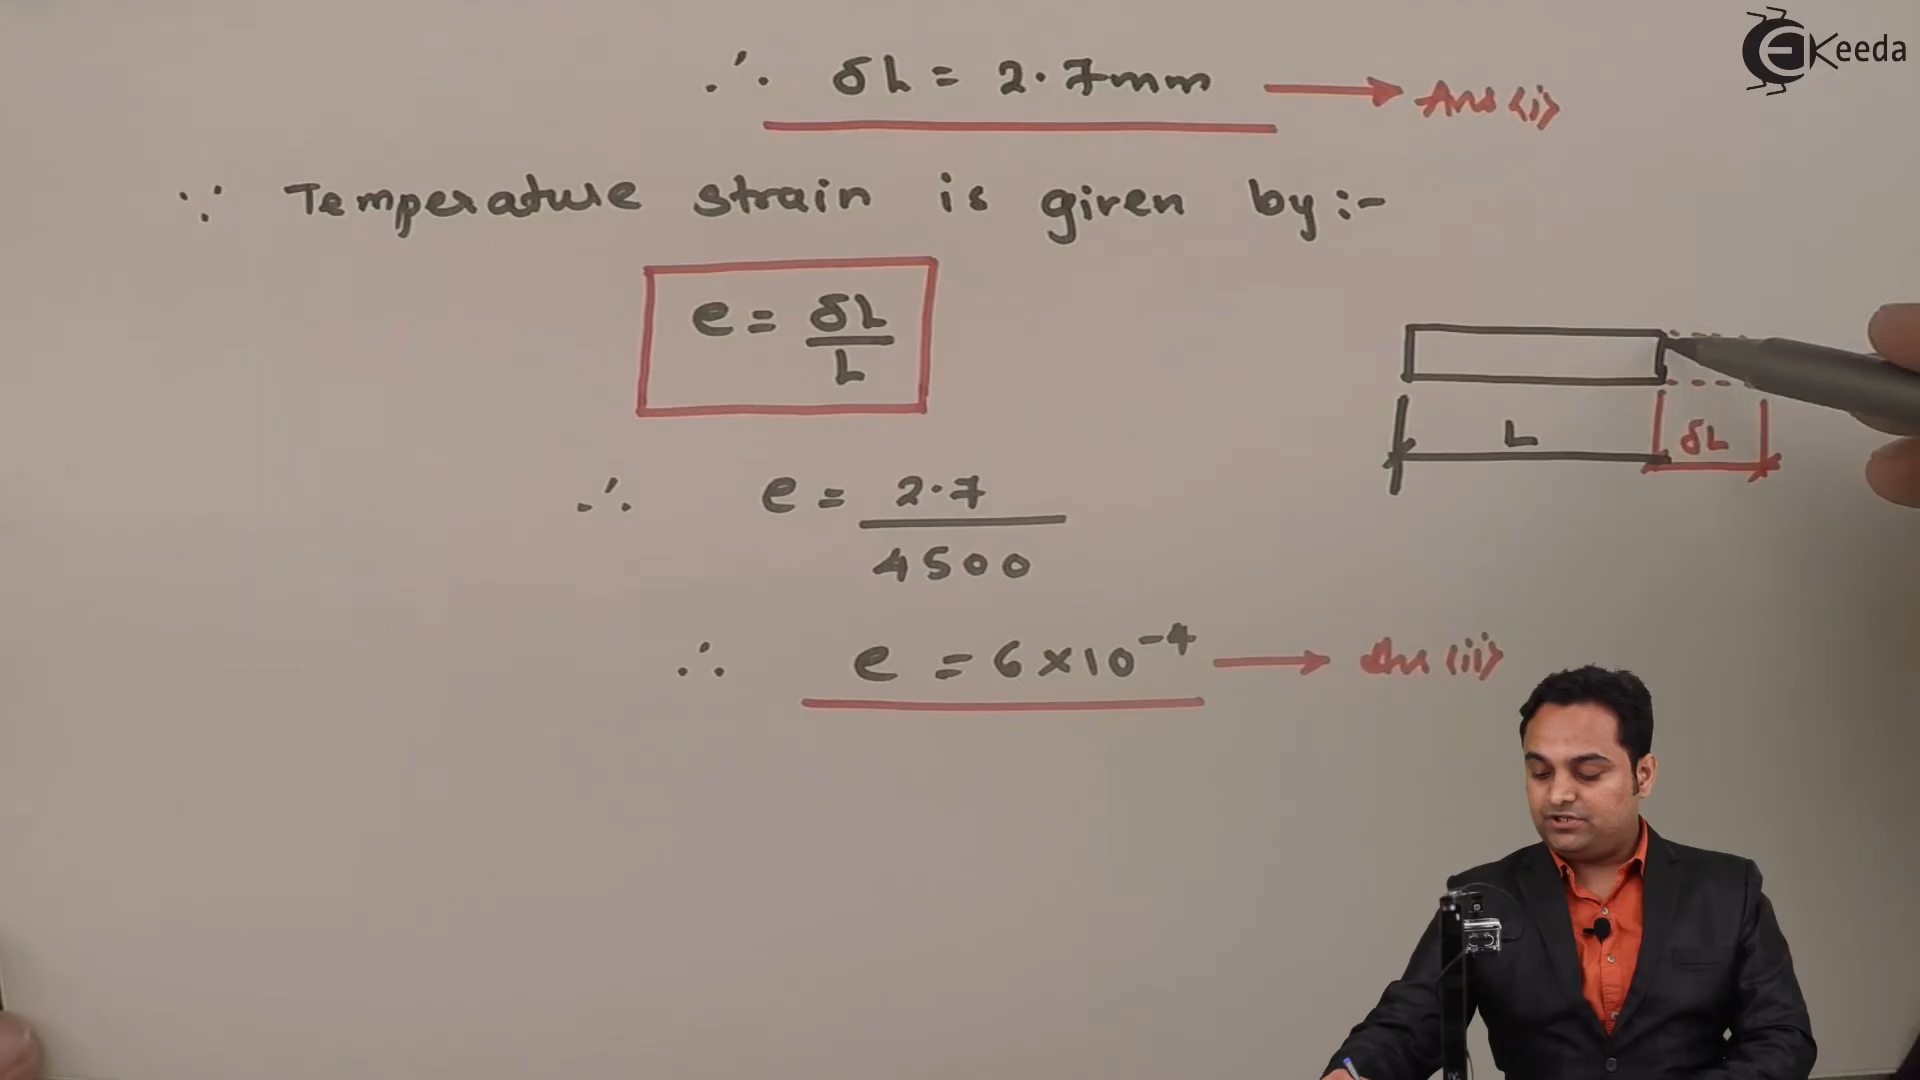 EKeeda
∴ δL = 2.7mm → Ans (i)
∵ Temperature strain is given by:-
e = δL/L
L δL
∴ e = 2.7/4500
∴ e = 6×10⁻⁴ → Ans (ii)